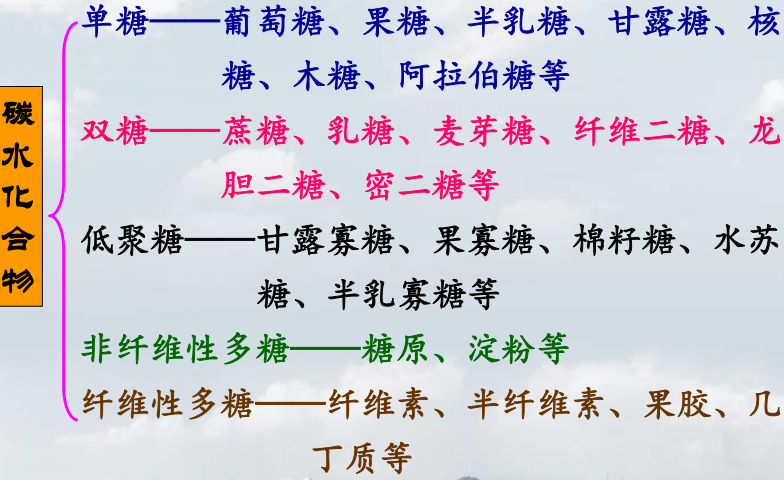 碳水化合物
单糖——葡萄糖、果糖、半乳糖、甘露糖、核
糖、木糖、阿拉伯糖等
双糖——蔗糖、乳糖、麦芽糖、纤维二糖、龙
胆二糖、密二糖等
低聚糖——甘露寡糖、果寡糖、棉籽糖、水苏
糖、半乳寡糖等
非纤维性多糖——糖原、淀粉等
纤维性多糖——纤维素、半纤维素、果胶、几
丁质等